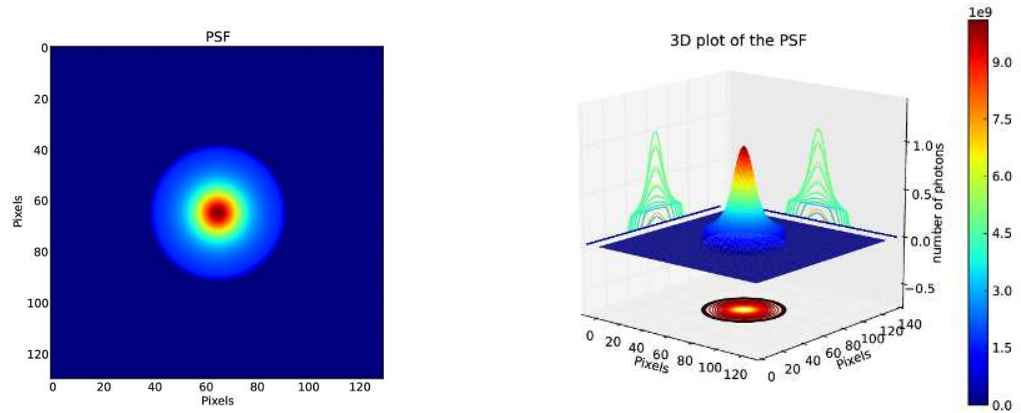 PSF
0
20
40
60
80
100
120
Pixels
0 20 40 60 80 100 120
Pixels
3D plot of the PSF
1.0
0.5
0.0
−0.5
number of photons
0 20 40 60 80 100 120
Pixels
0 20 40 60 80 100 120 140
Pixels
1e9
9.0
7.5
6.0
4.5
3.0
1.5
0.0